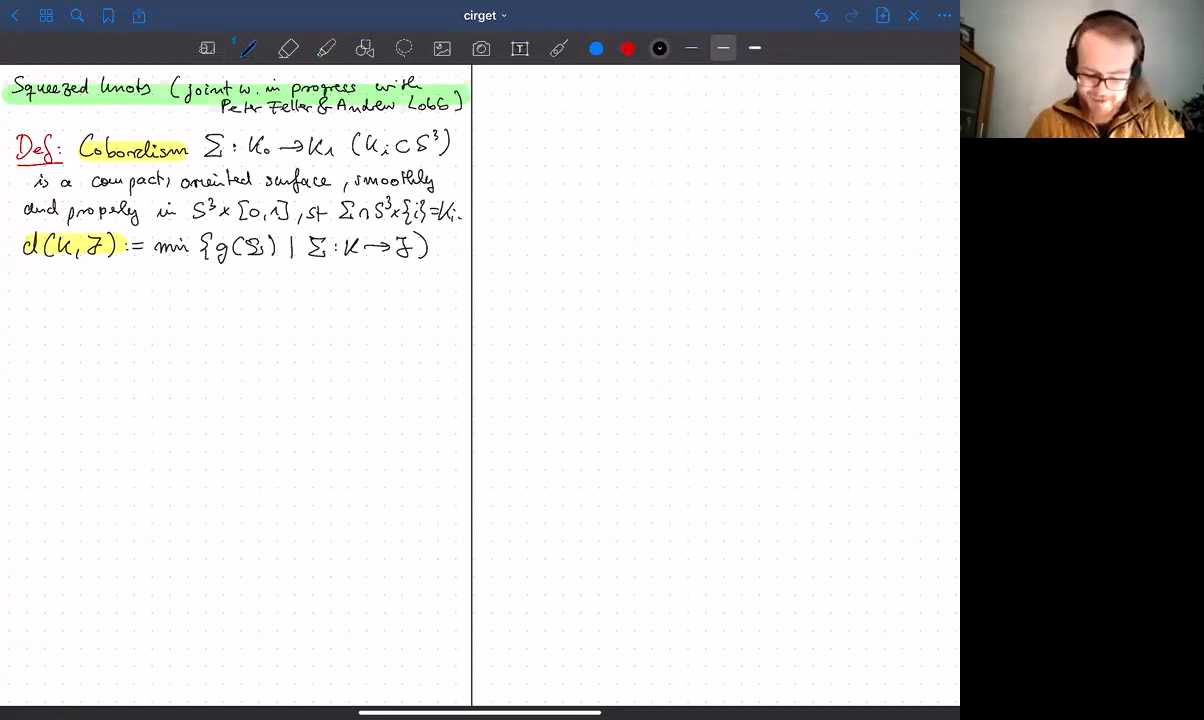 cirget
Squeezed knots (joint w. in progress with
Peter Feller & Andrew Lobb)
Def: Cobordism Σ : K₀ → K₁ (Kᵢ ⊂ S³)
is a compact, oriented surface, smoothly
and properly in S³ × [0,1], st Σ ∩ S³×{i} = Kᵢ.
d(K, J) := min {g(Σ) | Σ : K → J}